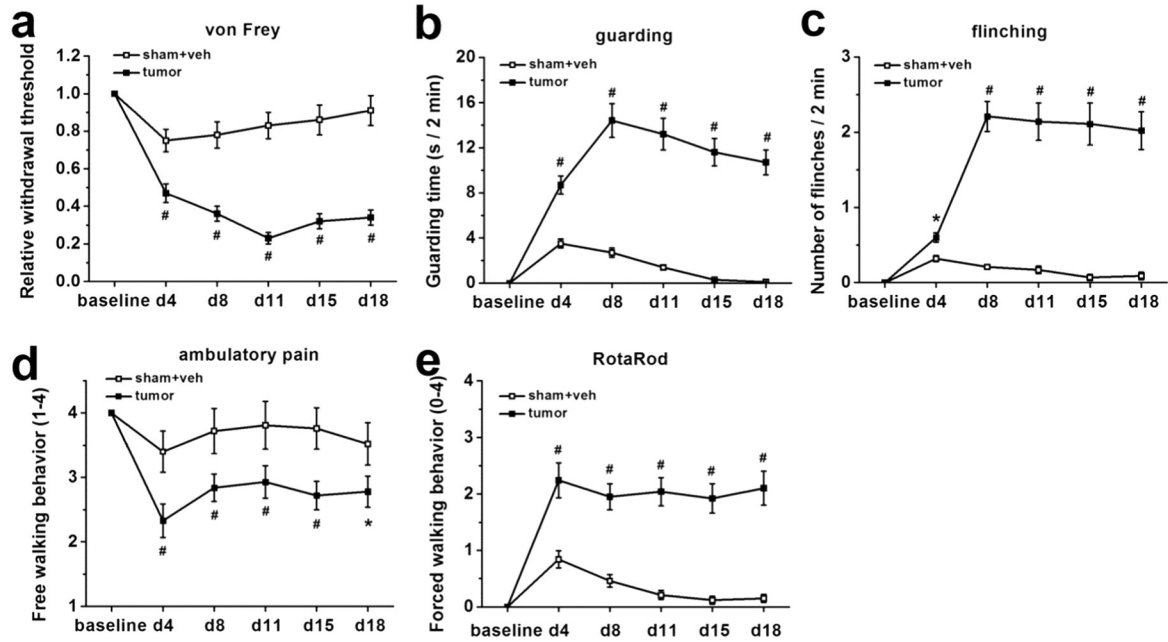 a
von Frey
Relative withdrawal threshold
sham+veh
tumor
1.2
1.0
0.8
0.6
0.4
0.2
0.0
# # # # #
baseline d4 d8 d11 d15 d18
b
guarding
Guarding time (s / 2 min)
sham+veh
tumor
20
16
12
8
4
0
# # # # #
baseline d4 d8 d11 d15 d18
c
flinching
Number of flinches / 2 min
sham+veh
tumor
3
2
1
0
* # # # #
baseline d4 d8 d11 d15 d18
d
ambulatory pain
Free walking behavior (1-4)
sham+veh
tumor
4
3
2
1
# # # # *
baseline d4 d8 d11 d15 d18
e
RotaRod
Forced walking behavior (0-4)
sham+veh
tumor
4
3
2
1
0
# # # # #
baseline d4 d8 d11 d15 d18